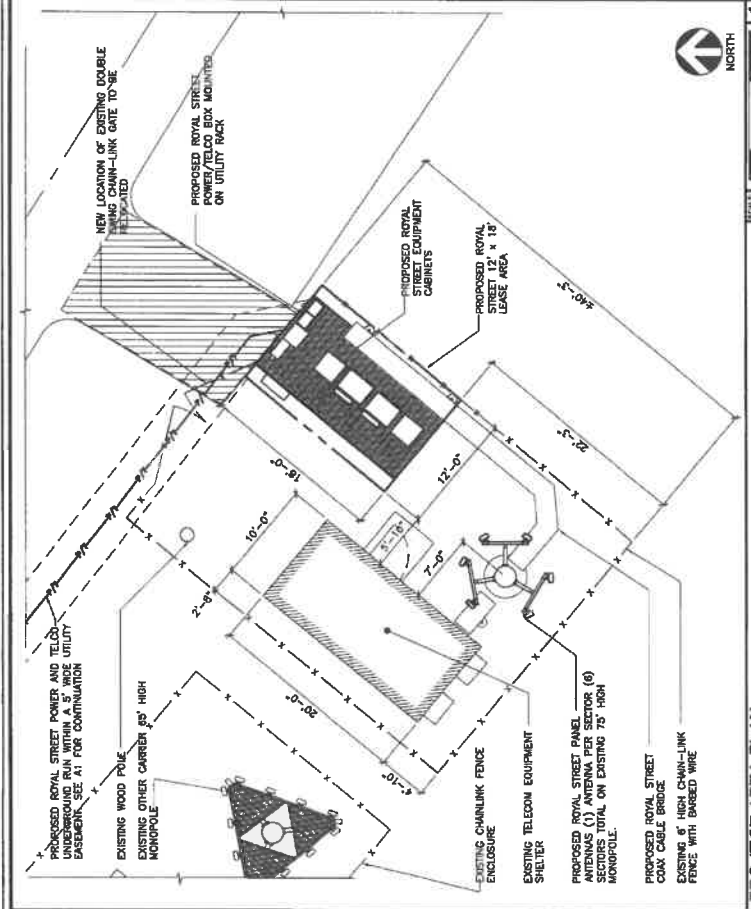 NEW LOCATION OF EXISTING DOUBLE
SWING CHAIN-LINK GATE TO BE
RELOCATED
PROPOSED ROYAL STREET
POWER/TELCO BOX MOUNTED
ON UTILITY RACK
PROPOSED ROYAL
STREET EQUIPMENT
CABINETS
PROPOSED ROYAL
STREET 12' x 18'
LEASE AREA
±40'-3"
22'-3"
12'-0"
18'-0"
10'-0"
2'-8"
5'-16"
7'-0"
20'-0"
4'-10"
PROPOSED ROYAL STREET POWER AND TELCO
UNDERGROUND RUN WITHIN A 5' WIDE UTILITY
EASEMENT, SEE A1 FOR CONTINUATION
EXISTING WOOD POLE
EXISTING OTHER CARRIER 65' HIGH
MONOPOLE
EXISTING CHAINLINK FENCE
ENCLOSURE
EXISTING TELECOM EQUIPMENT
SHELTER
PROPOSED ROYAL STREET PANEL
ANTENNAS (1) ANTENNA PER SECTOR (6)
SECTORS TOTAL ON EXISTING 75' HIGH
MONOPOLE.
PROPOSED ROYAL STREET
COAX CABLE BRIDGE
EXISTING 6' HIGH CHAIN-LINK
FENCE WITH BARBED WIRE
NORTH